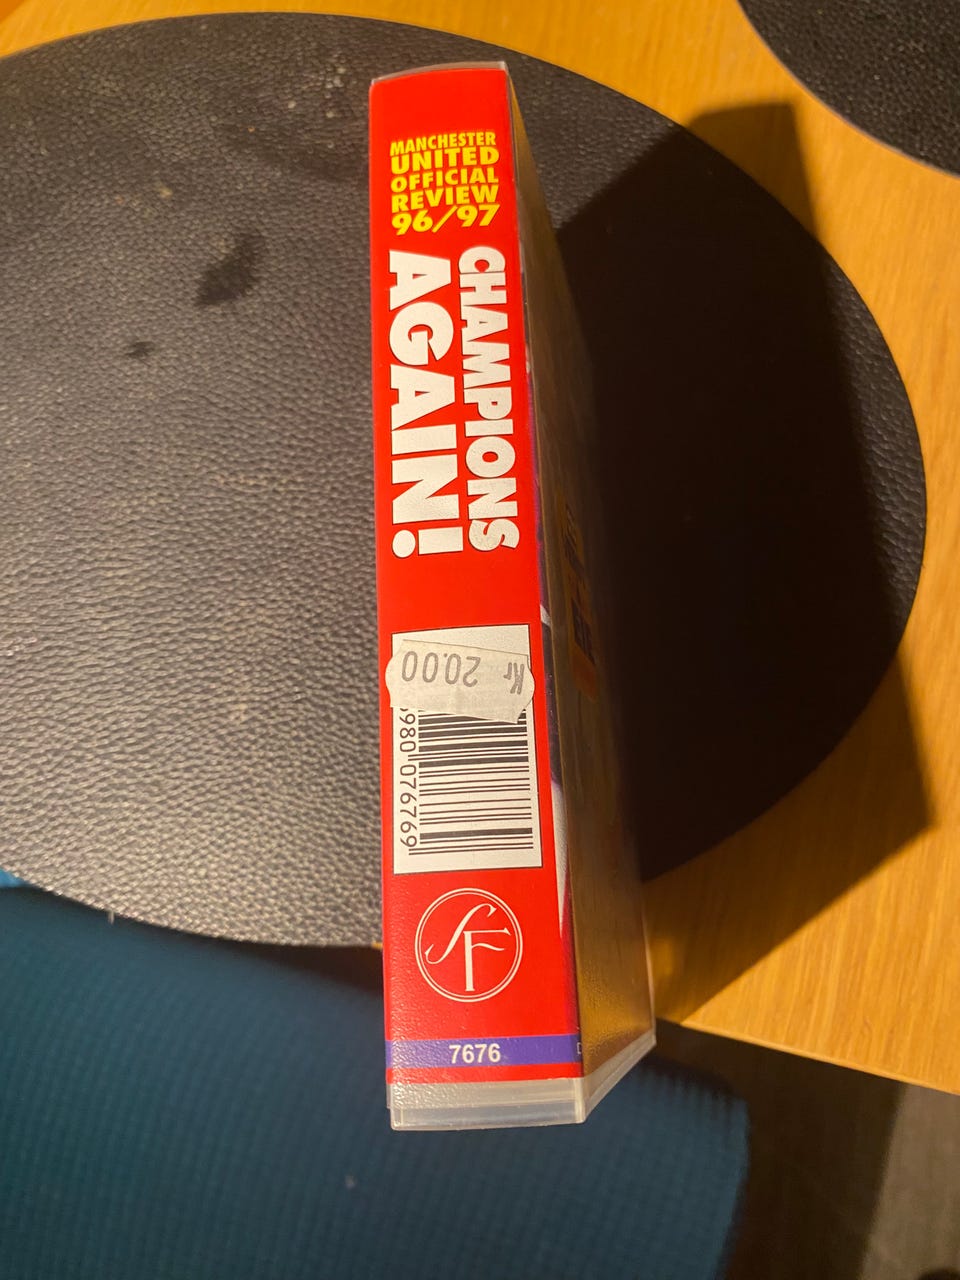 MANCHESTER
UNITED
OFFICIAL
REVIEW
96/97
CHAMPIONS
AGAIN!
Kr 20.00
980 076769
SF
7676